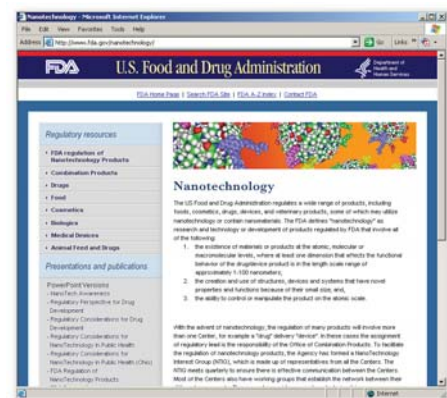 Nanotechnology - Microsoft Internet Explorer
File Edit View Favorites Tools Help
Address http://www.fda.gov/nanotechnology/ Go Links
FDA U.S. Food and Drug Administration
Department of
Health and
Human Services
FDA Home Page | Search FDA Site | FDA A-Z Index | Contact FDA
Regulatory resources
FDA regulation of
Nanotechnology Products
Combination Products
Drugs
Food
Cosmetics
Biologics
Medical Devices
Animal Feed and Drugs
Presentations and publications
PowerPoint Versions
- NanoTech Awareness
- Regulatory Perspective for Drug
Development
- Regulatory Considerations for Drug
Development
- Regulatory Considerations for
NanoTechnology in Public Health
- Regulatory Considerations for
NanoTechnology in Public Health (Ohio)
- FDA Regulation of
NanoTechnology Products
Nanotechnology
The US Food and Drug Administration regulates a wide range of products, including
foods, cosmetics, drugs, devices, and veterinary products, some of which may utilize
nanotechnology or contain nanomaterials. The FDA defines "nanotechnology" as
research and technology or development of products regulated by FDA that involve all
of the following:
1. the existence of materials or products at the atomic, molecular or
macromolecular levels, where at least one dimension that affects the functional
behavior of the drug/device product is in the length scale range of
approximately 1-100 nanometers;
2. the creation and use of structures, devices and systems that have novel
properties and functions because of their small size; and,
3. the ability to control or manipulate the product on the atomic scale.
With the advent of nanotechnology, the regulation of many products will involve more
than one Center, for example a "drug" delivery "device". In these cases the assignment
of regulatory lead is the responsibility of the Office of Combination Products. To facilitate
the regulation of nanotechnology products, the Agency has formed a NanoTechnology
Interest Group (NTIG), which is made up of representatives from all the Centers. The
NTIG meets quarterly to ensure there is effective communication between the Centers.
Most of the Centers also have working groups that establish the network between their
Internet